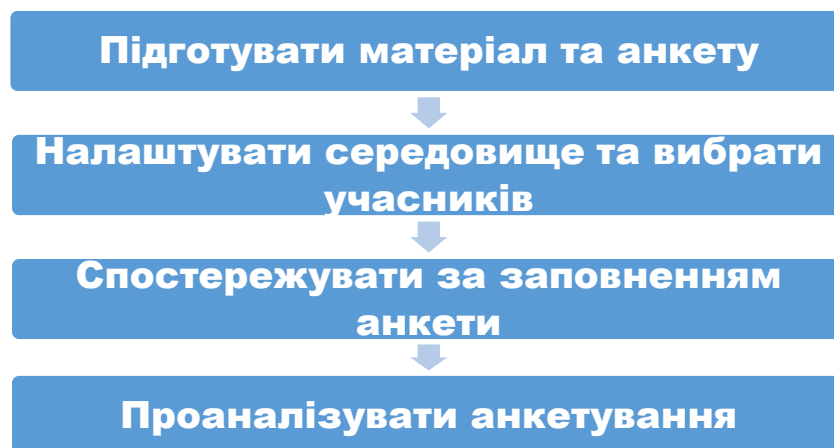 Підготувати матеріал та анкету
Налаштувати середовище та вибрати
учасників
Спостережувати за заповненням
анкети
Проаналізувати анкетування